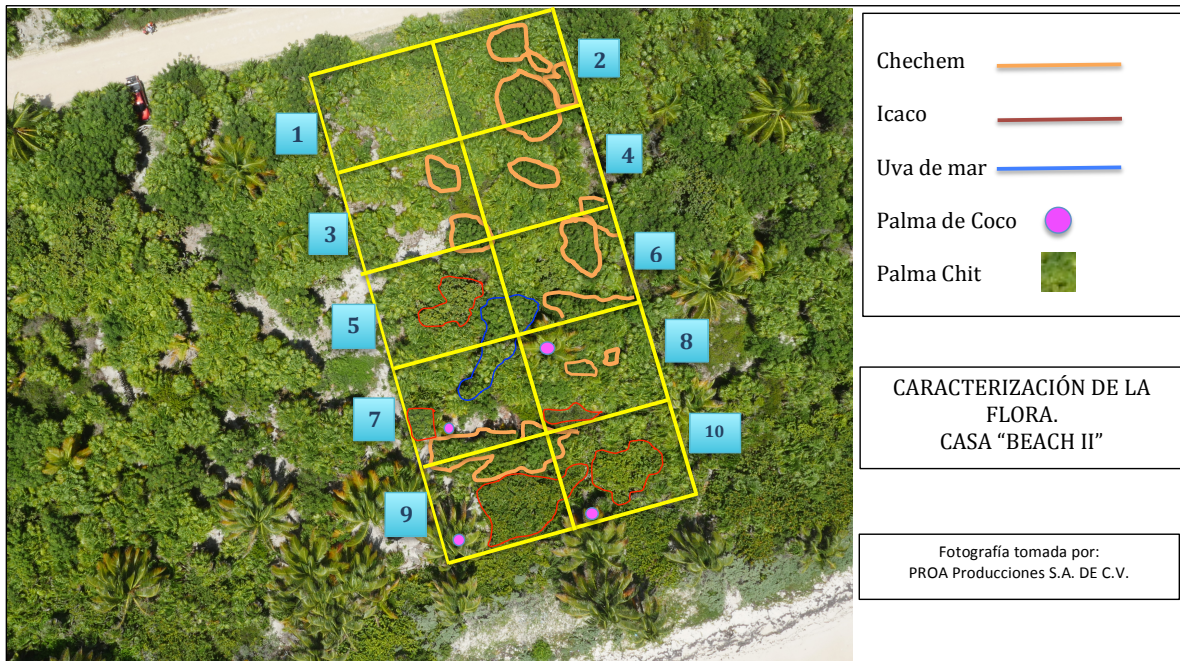 1
2
3
4
5
6
7
8
9
10
Chechem
Icaco
Uva de mar
Palma de Coco
Palma Chit
CARACTERIZACIÓN DE LA
FLORA.
CASA “BEACH II”
Fotografía tomada por:
PROA Producciones S.A. DE C.V.